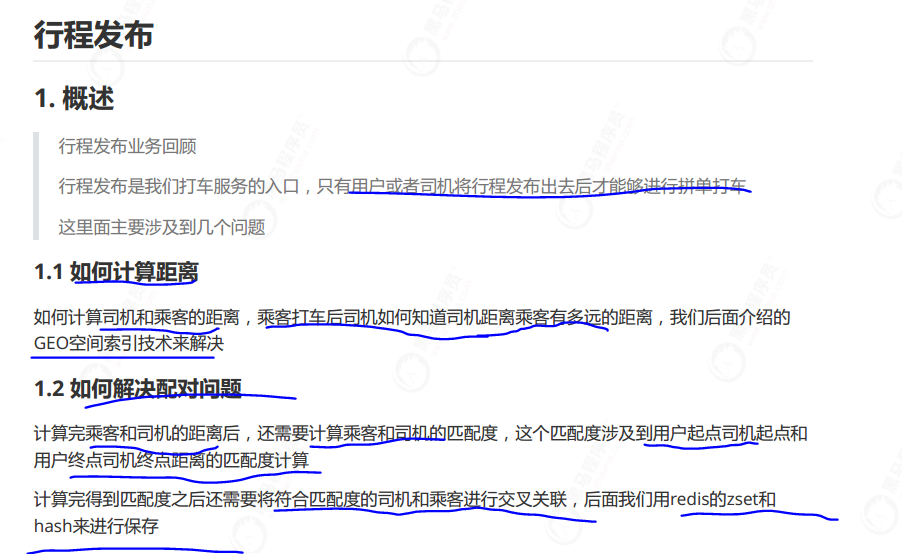 行程发布
1. 概述
行程发布业务回顾
行程发布是我们打车服务的入口，只有用户或者司机将行程发布出去后才能够进行拼单打车
这里面主要涉及到几个问题
1.1 如何计算距离
如何计算司机和乘客的距离，乘客打车后司机如何知道司机距离乘客有多远的距离，我们后面介绍的
GEO空间索引技术来解决
1.2 如何解决配对问题
计算完乘客和司机的距离后，还需要计算乘客和司机的匹配度，这个匹配度涉及到用户起点司机起点和
用户终点司机终点距离的匹配度计算
计算完得到匹配度之后还需要将符合匹配度的司机和乘客进行交叉关联，后面我们用redis的zset和
hash来进行保存